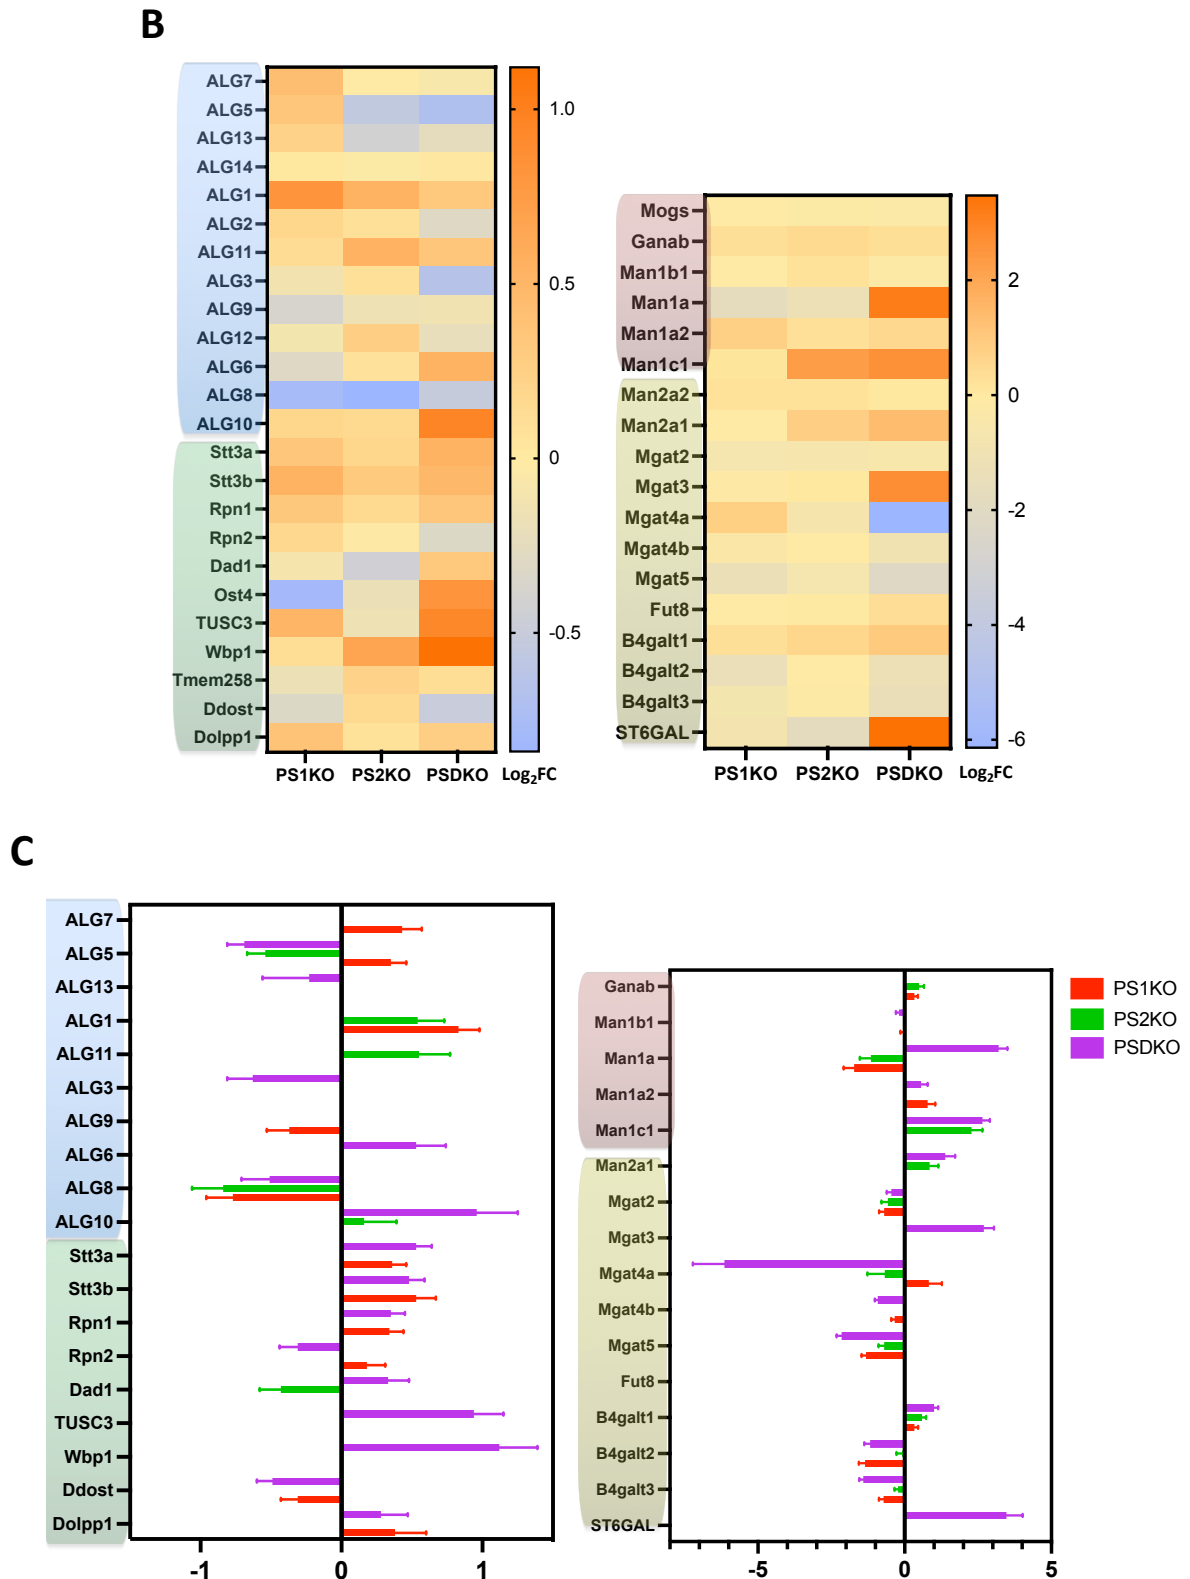 B
ALG7
ALG5
ALG13
ALG14
ALG1
ALG2
ALG11
ALG3
ALG9
ALG12
ALG6
ALG8
ALG10
Stt3a
Stt3b
Rpn1
Rpn2
Dad1
Ost4
TUSC3
Wbp1
Tmem258
Ddost
Dolpp1
PS1KO PS2KO PSDKO Log₂FC
1.0
0.5
0
-0.5
Mogs
Ganab
Man1b1
Man1a
Man1a2
Man1c1
Man2a2
Man2a1
Mgat2
Mgat3
Mgat4a
Mgat4b
Mgat5
Fut8
B4galt1
B4galt2
B4galt3
ST6GAL
PS1KO PS2KO PSDKO Log₂FC
2
0
-2
-4
-6
C
ALG7
ALG5
ALG13
ALG1
ALG11
ALG3
ALG9
ALG6
ALG8
ALG10
Stt3a
Stt3b
Rpn1
Rpn2
Dad1
TUSC3
Wbp1
Ddost
Dolpp1
-1 0 1
Ganab
Man1b1
Man1a
Man1a2
Man1c1
Man2a1
Mgat2
Mgat3
Mgat4a
Mgat4b
Mgat5
Fut8
B4galt1
B4galt2
B4galt3
ST6GAL
-5 0 5
PS1KO
PS2KO
PSDKO